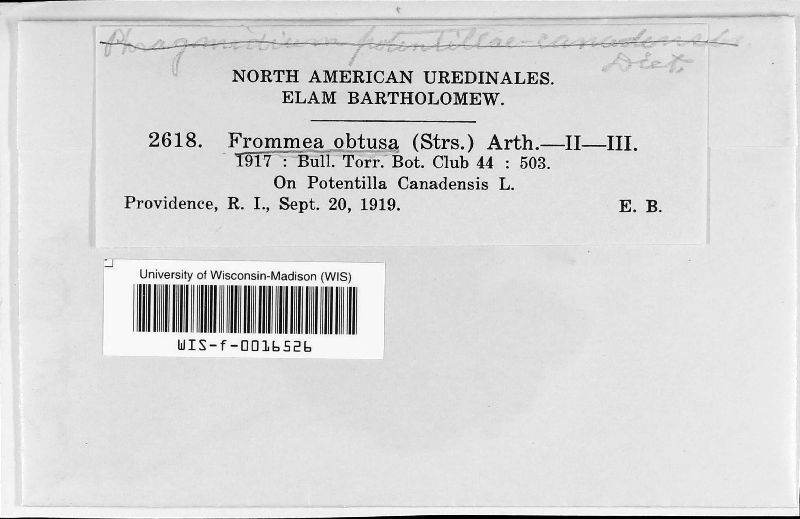 Phragmidium potentillae-canadensis
Diet.
NORTH AMERICAN UREDINALES.
ELAM BARTHOLOMEW.
2618. Frommea obtusa (Strs.) Arth.—II—III.
1917 : Bull. Torr. Bot. Club 44 : 503.
On Potentilla Canadensis L.
Providence, R. I., Sept. 20, 1919. E. B.
University of Wisconsin-Madison (WIS)
WIS-f-0016526